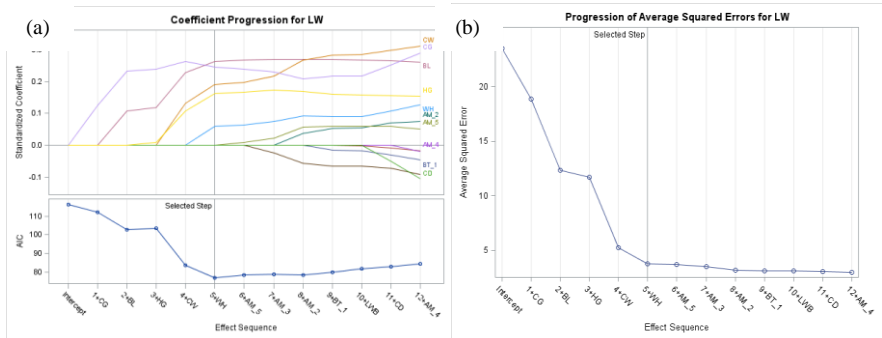 (a)
Coefficient Progression for LW
Standardized Coefficient
0.2
0.1
0.0
-0.1
CW
CG
BL
HG
WH
AM_2
AM_5
AM_4
BT_1
CD
Selected Step
AIC
110
100
90
80
Intercept
1+CG
2+BL
3+HG
4+CW
5+WH
6+AM_5
7+AM_3
8+AM_2
9+BT_1
10+LWB
11+CD
12+AM_4
Effect Sequence
(b)
Progression of Average Squared Errors for LW
Selected Step
Average Squared Error
20
15
10
5
Intercept
1+CG
2+BL
3+HG
4+CW
5+WH
6+AM_5
7+AM_3
8+AM_2
9+BT_1
10+LWB
11+CD
12+AM_4
Effect Sequence